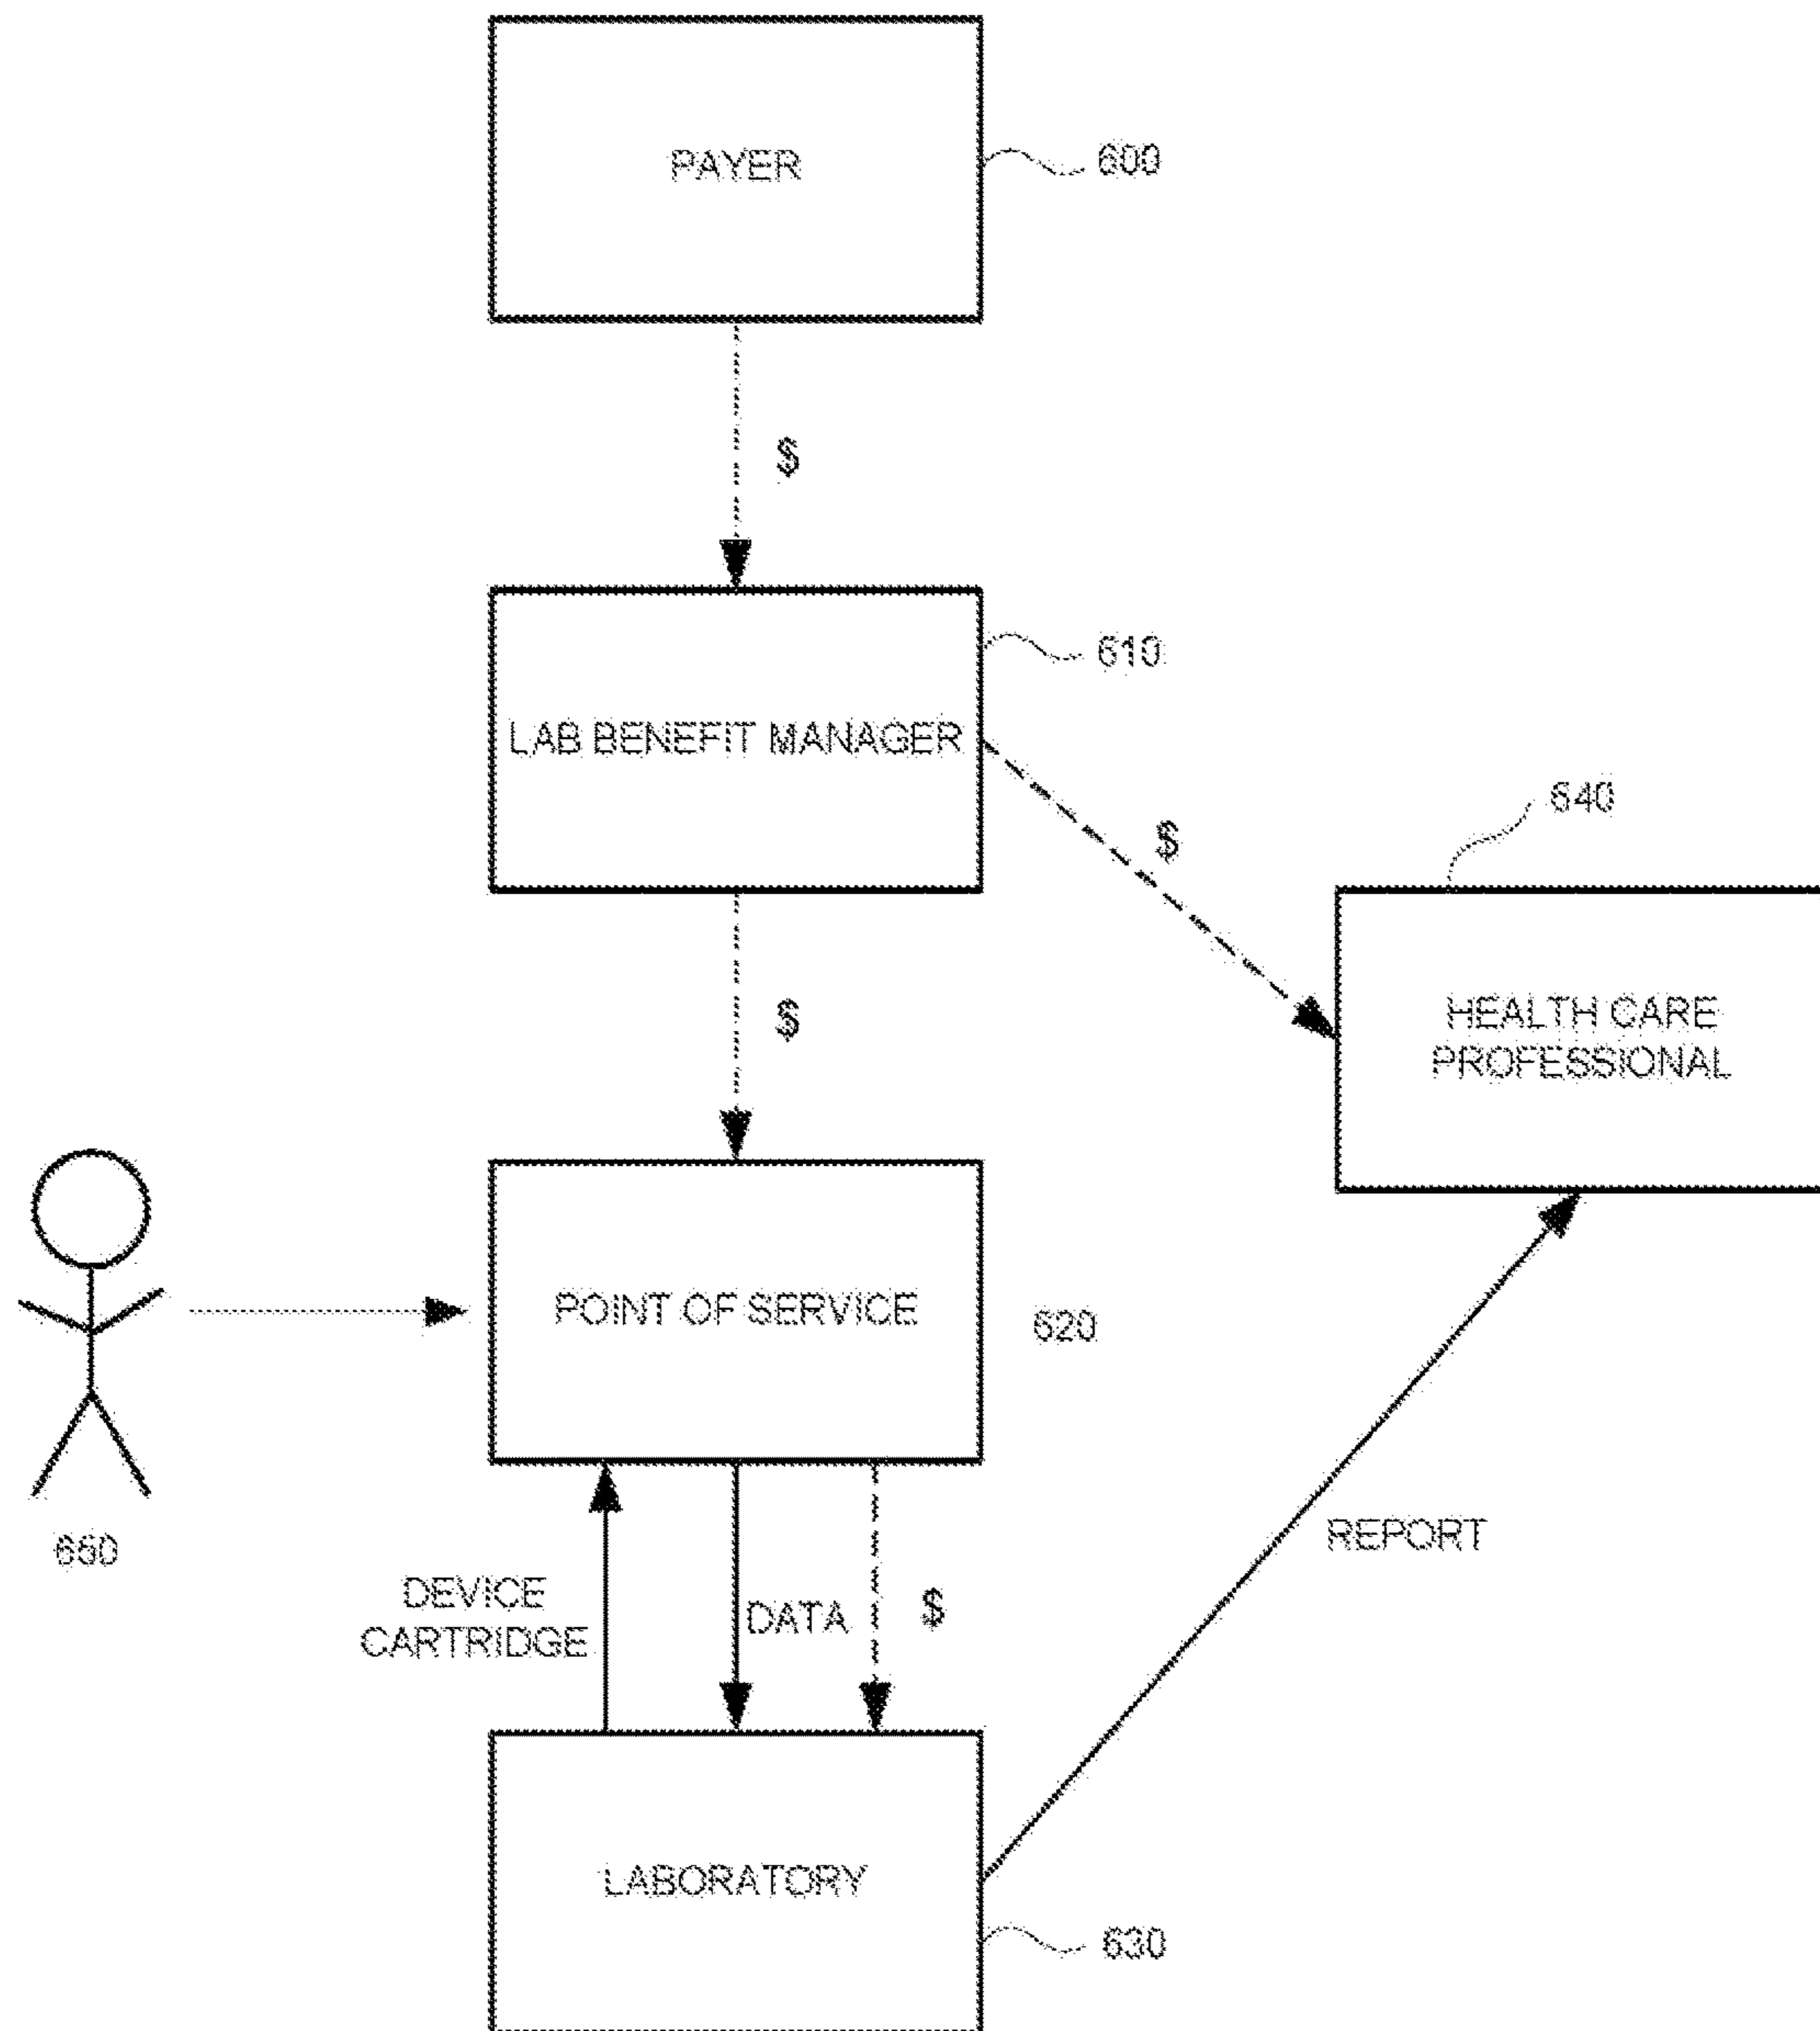 PAYER
600
$
610
LAB BENEFIT MANAGER
$
640
HEALTH CARE
PROFESSIONAL
$
POINT OF SERVICE
620
650
DEVICE
CARTRIDGE
DATA
$
REPORT
LABORATORY
630